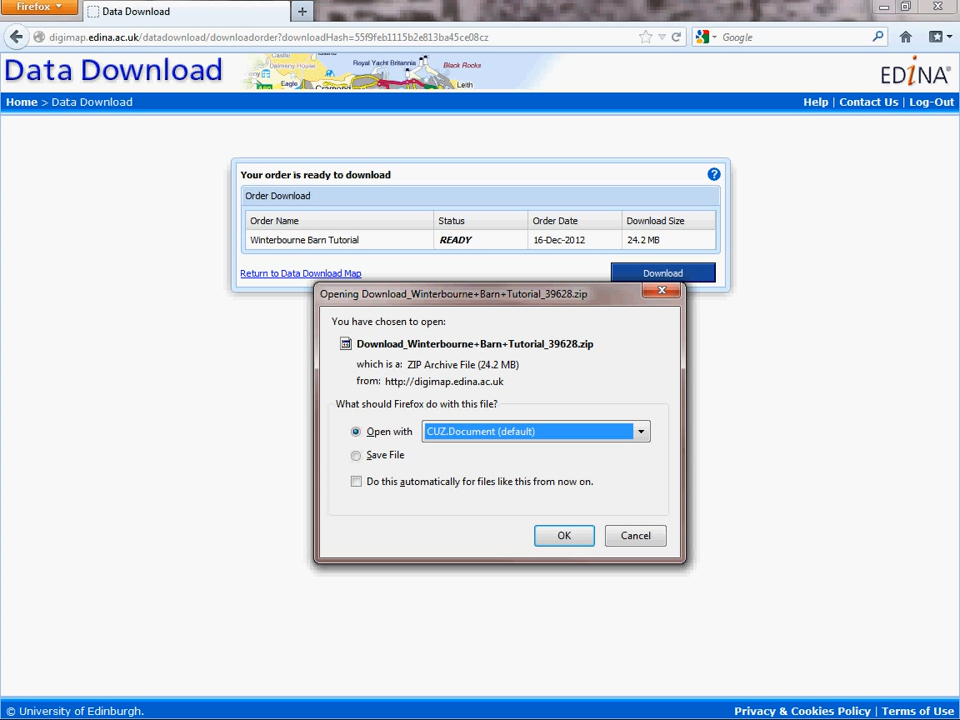 Firefox
Data Download
digimap.edina.ac.uk/datadownload/downloadorder?downloadHash=55f9feb1115b2e813ba45ce08cz
Google
Data Download
Royal Yacht Britannia
Black Rocks
Dalmeny House
Eagle
Cramond
Leith
EDINA
Home > Data Download
Help | Contact Us | Log-Out
Your order is ready to download
Order Download
Order Name Status Order Date Download Size
Winterbourne Barn Tutorial READY 16-Dec-2012 24.2 MB
Return to Data Download Map
Download
Opening Download_Winterbourne+Barn+Tutorial_39628.zip
You have chosen to open:
Download_Winterbourne+Barn+Tutorial_39628.zip
which is a: ZIP Archive File (24.2 MB)
from: http://digimap.edina.ac.uk
What should Firefox do with this file?
Open with CUZ.Document (default)
Save File
Do this automatically for files like this from now on.
OK Cancel
© University of Edinburgh.
Privacy & Cookies Policy | Terms of Use